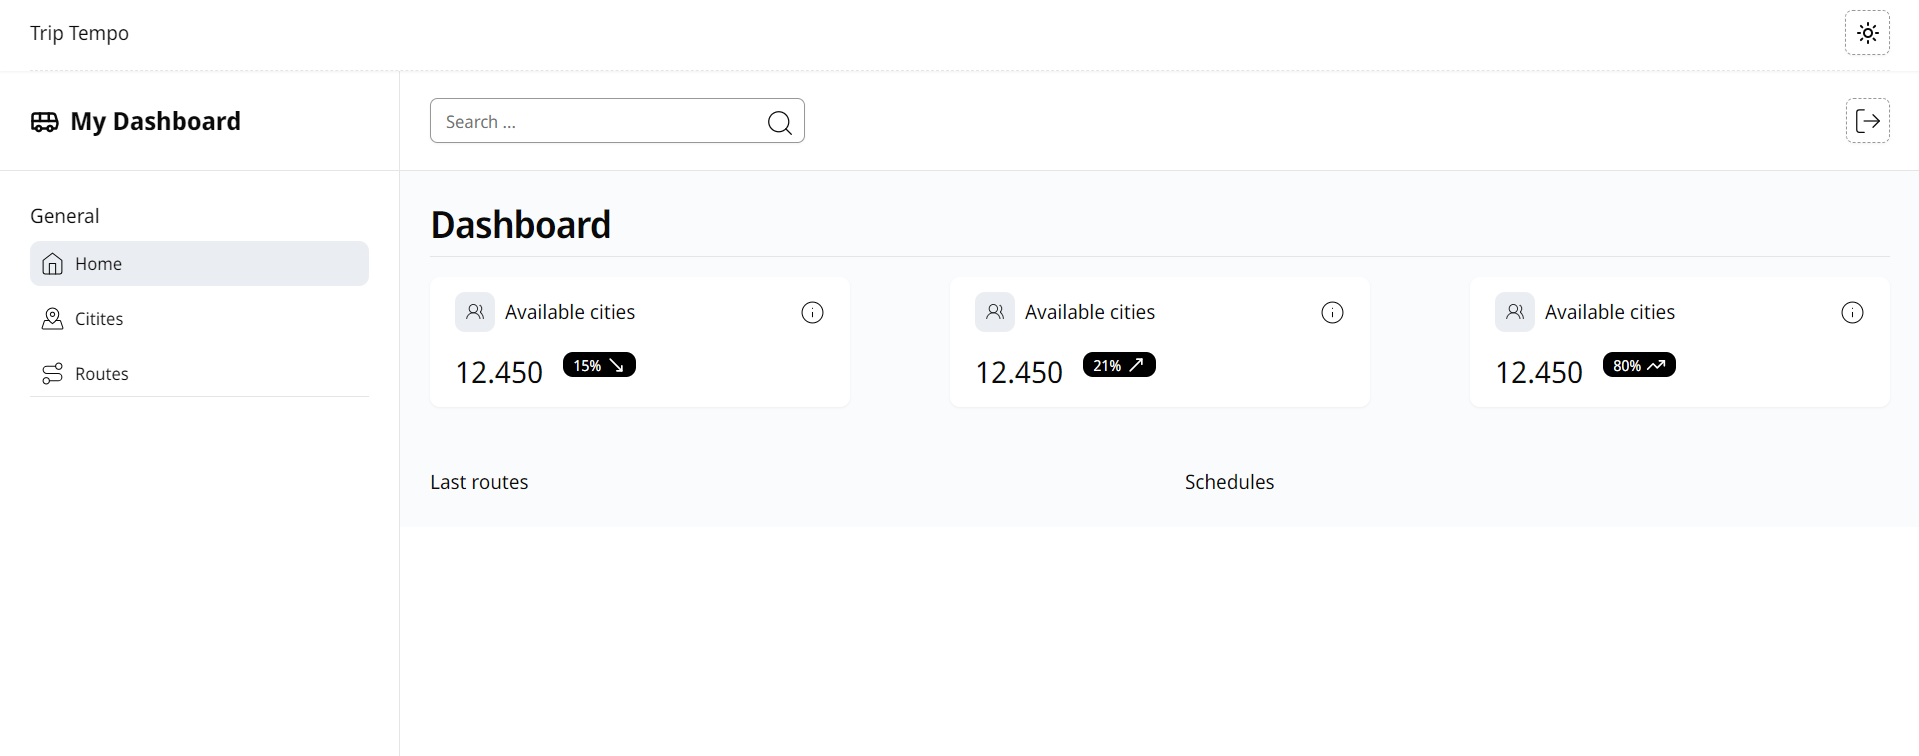 Trip Tempo
My Dashboard
Search ...
General
Home
Citites
Routes
Dashboard
Available cities
12.450 15%
Available cities
12.450 21%
Available cities
12.450 80%
Last routes
Schedules